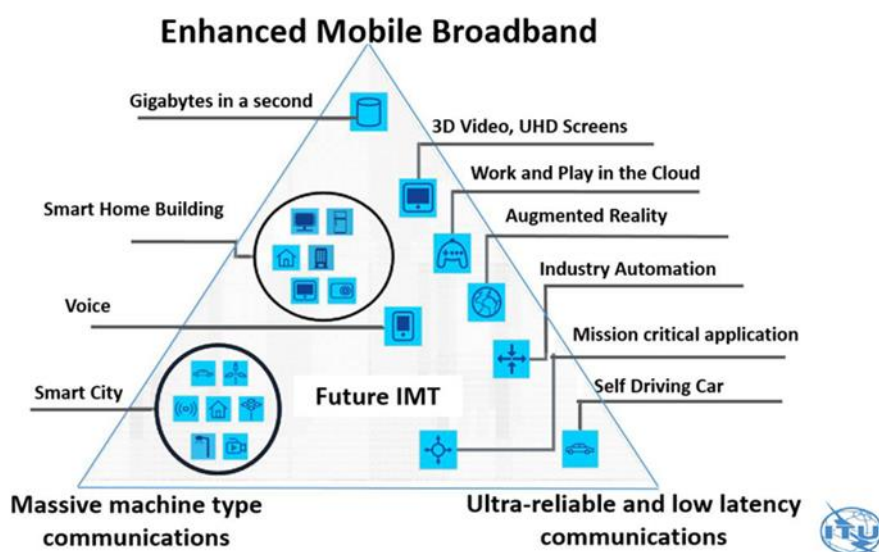 Enhanced Mobile Broadband
Gigabytes in a second
3D Video, UHD Screens
Work and Play in the Cloud
Smart Home Building
Augmented Reality
Industry Automation
Voice
Mission critical application
Smart City
Future IMT
Self Driving Car
Massive machine type
communications
Ultra-reliable and low latency
communications
ITU